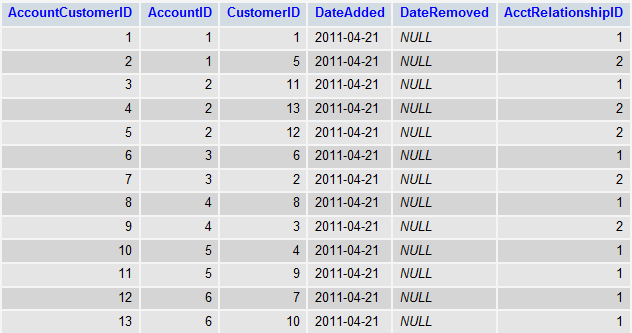 AccountCustomerID AccountID CustomerID DateAdded DateRemoved AcctRelationshipID
1 1 1 2011-04-21 NULL 1
2 1 5 2011-04-21 NULL 2
3 2 11 2011-04-21 NULL 1
4 2 13 2011-04-21 NULL 2
5 2 12 2011-04-21 NULL 2
6 3 6 2011-04-21 NULL 1
7 3 2 2011-04-21 NULL 2
8 4 8 2011-04-21 NULL 1
9 4 3 2011-04-21 NULL 2
10 5 4 2011-04-21 NULL 1
11 5 9 2011-04-21 NULL 1
12 6 7 2011-04-21 NULL 1
13 6 10 2011-04-21 NULL 1